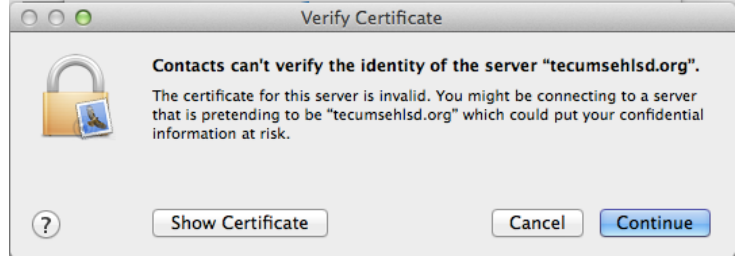 Verify Certificate
Contacts can't verify the identity of the server “tecumsehlsd.org”.
The certificate for this server is invalid. You might be connecting to a server
that is pretending to be “tecumsehlsd.org” which could put your confidential
information at risk.
? Show Certificate Cancel Continue